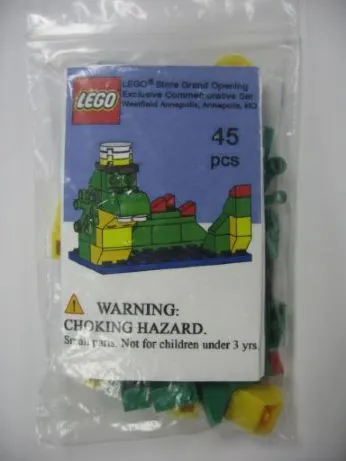 LEGO
LEGO® Store Grand Opening
Exclusive Commemorative Set
Westfield Annapolis, Annapolis, MD
45
pcs
WARNING:
CHOKING HAZARD.
Small parts. Not for children under 3 yrs